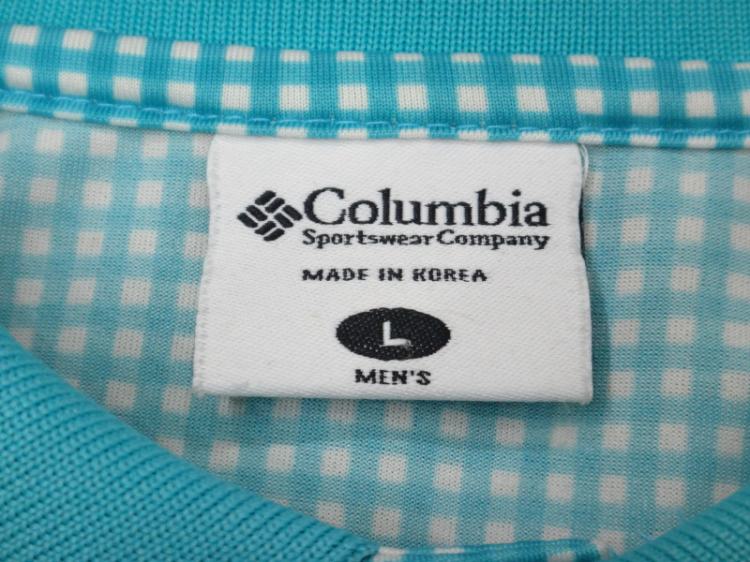 Columbia
Sportswear Company
MADE IN KOREA
L
MEN'S